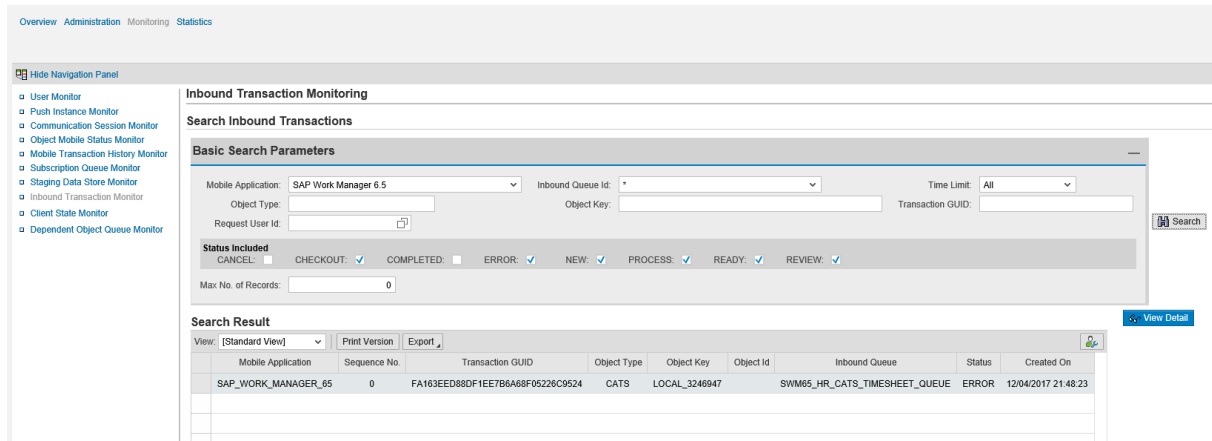 Overview Administration Monitoring Statistics
Hide Navigation Panel
User Monitor
Push Instance Monitor
Communication Session Monitor
Object Mobile Status Monitor
Mobile Transaction History Monitor
Subscription Queue Monitor
Staging Data Store Monitor
Inbound Transaction Monitor
Client State Monitor
Dependent Object Queue Monitor
Inbound Transaction Monitoring
Search Inbound Transactions
Basic Search Parameters
Mobile Application: SAP Work Manager 6.5 Inbound Queue Id: * Time Limit: All
Object Type: Object Key: Transaction GUID:
Request User Id:
Search
Status Included
CANCEL: CHECKOUT: COMPLETED: ERROR: NEW: PROCESS: READY: REVIEW:
Max No. of Records: 0
Search Result
View Detail
View: [Standard View] Print Version Export
Mobile Application Sequence No. Transaction GUID Object Type Object Key Object Id Inbound Queue Status Created On
SAP_WORK_MANAGER_65 0 FA163EED88DF1EE7B6A68F05226C9524 CATS LOCAL_3246947 SWM65_HR_CATS_TIMESHEET_QUEUE ERROR 12/04/2017 21:48:23